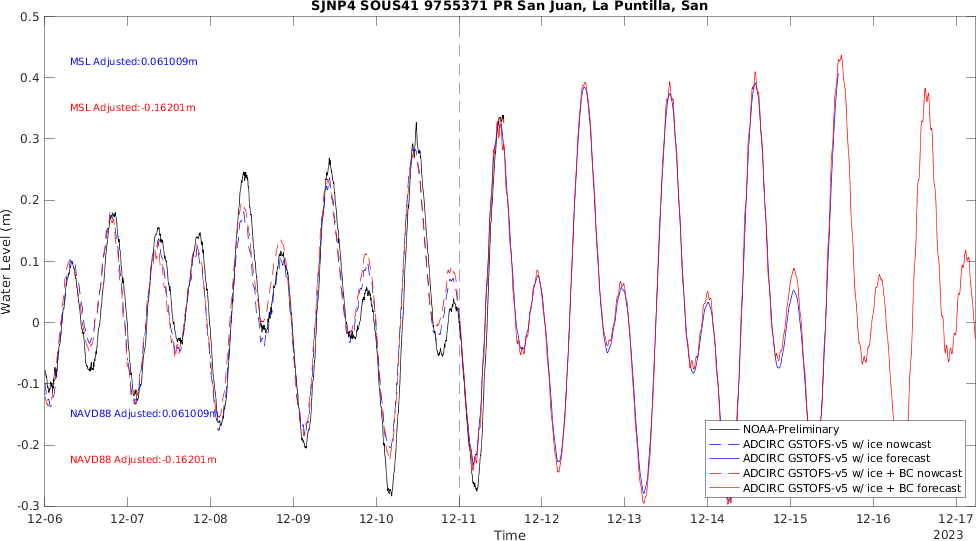 SJNP4 SOUS41 9755371 PR San Juan, La Puntilla, San
0.5
0.4
0.3
0.2
0.1
0
-0.1
-0.2
-0.3
Water Level (m)
MSL Adjusted:0.061009m
MSL Adjusted:-0.16201m
NAVD88 Adjusted:0.061009m
NAVD88 Adjusted:-0.16201m
NOAA-Preliminary
ADCIRC GSTOFS-v5 w/ ice nowcast
ADCIRC GSTOFS-v5 w/ ice forecast
ADCIRC GSTOFS-v5 w/ ice + BC nowcast
ADCIRC GSTOFS-v5 w/ ice + BC forecast
12-06 12-07 12-08 12-09 12-10 12-11 12-12 12-13 12-14 12-15 12-16 12-17
Time
2023